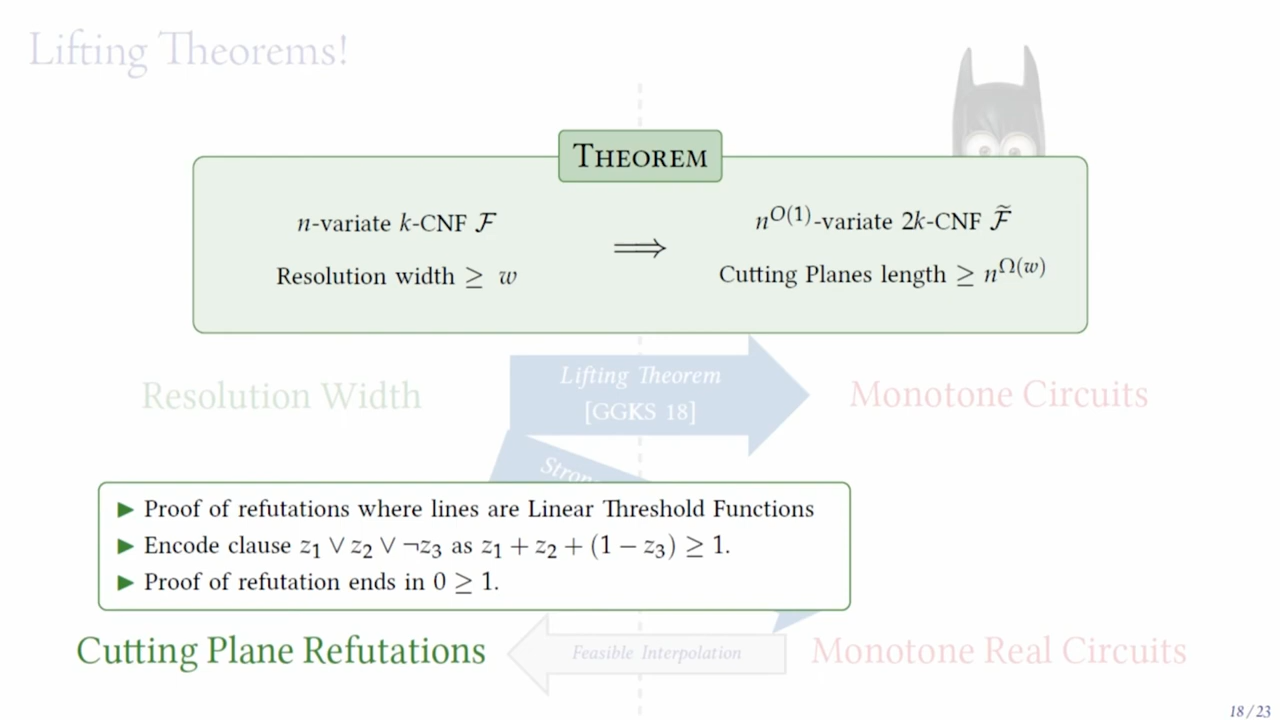 Lifting Theorems!
THEOREM
n-variate k-CNF ℱ
Resolution width ≥ w
⟹
n^{O(1)}-variate 2k-CNF ℱ̃
Cutting Planes length ≥ n^{Ω(w)}
Resolution Width
Lifting Theorem
[GGKS 18]
Monotone Circuits
▶ Proof of refutations where lines are Linear Threshold Functions
▶ Encode clause z₁ ∨ z₂ ∨ ¬z₃ as z₁ + z₂ + (1 − z₃) ≥ 1.
▶ Proof of refutation ends in 0 ≥ 1.
Cutting Plane Refutations
Feasible Interpolation
Monotone Real Circuits
18/23